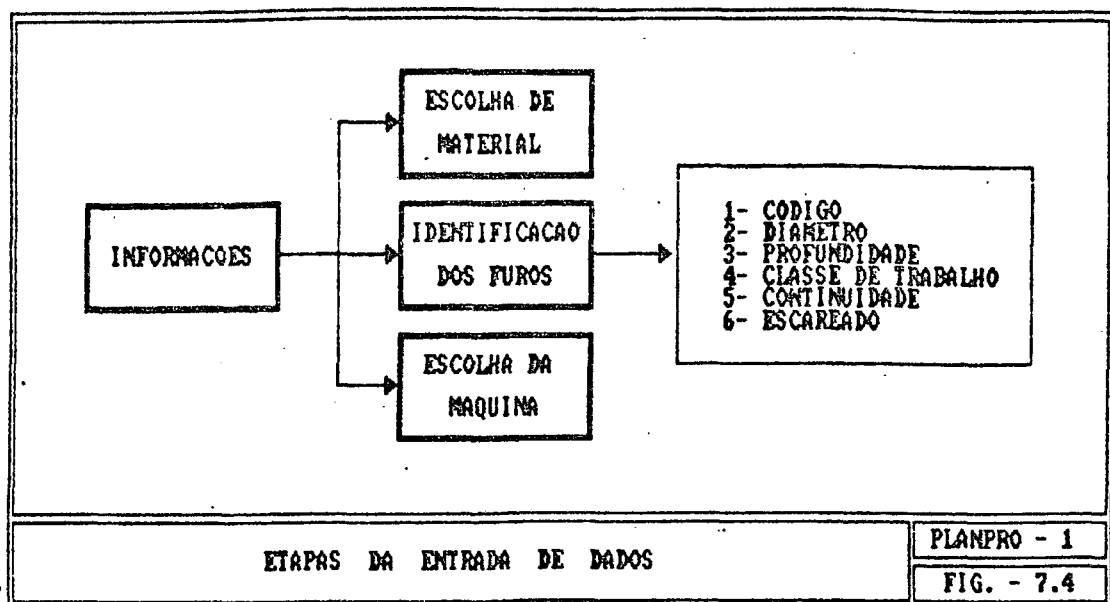 ESCOLHA DE
MATERIAL
INFORMACOES
IDENTIFICACAO
DOS FUROS
ESCOLHA DA
MAQUINA
1- CODIGO
2- DIAMETRO
3- PROFUNDIDADE
4- CLASSE DE TRABALHO
5- CONTINUIDADE
6- ESCAREADO
ETAPAS DA ENTRADA DE DADOS
PLANPRO - 1
FIG. - 7.4